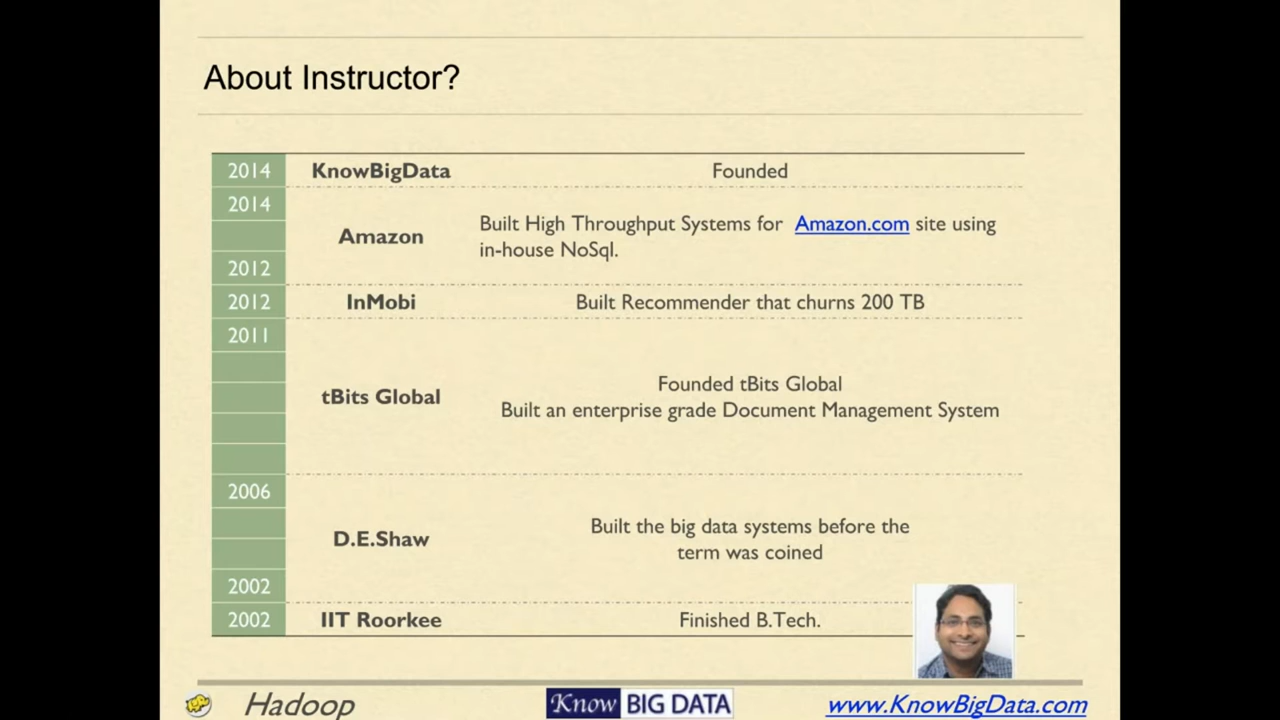 About Instructor?
2014 KnowBigData Founded
2014
Amazon
Built High Throughput Systems for Amazon.com site using
in-house NoSql.
2012
2012 InMobi Built Recommender that churns 200 TB
2011
tBits Global
Founded tBits Global
Built an enterprise grade Document Management System
2006
D.E.Shaw
Built the big data systems before the
term was coined
2002
2002 IIT Roorkee Finished B.Tech.
Hadoop Know BIG DATA www.KnowBigData.com